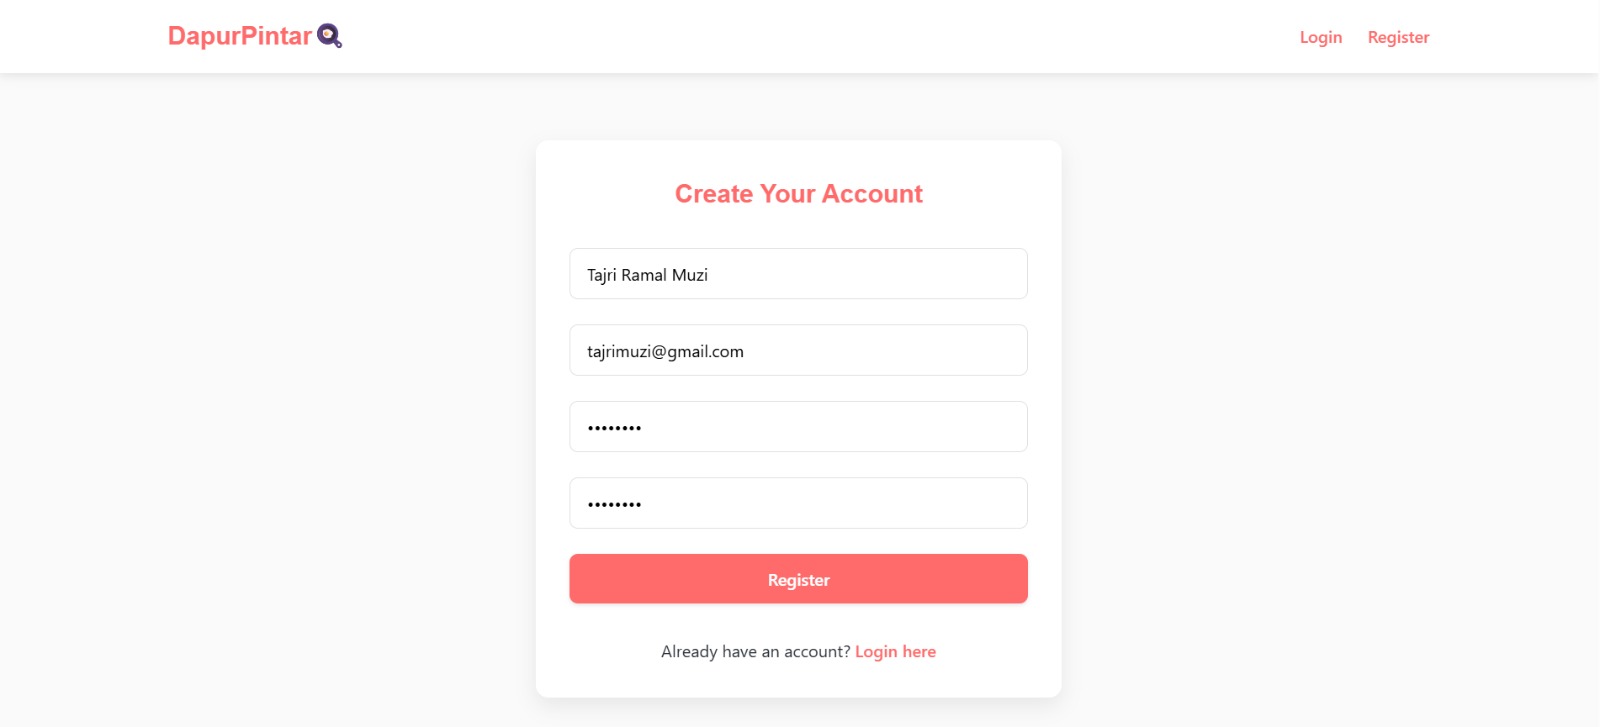 DapurPintar
Login Register
Create Your Account
Tajri Ramal Muzi
tajrimuzi@gmail.com
••••••••
••••••••
Register
Already have an account? Login here